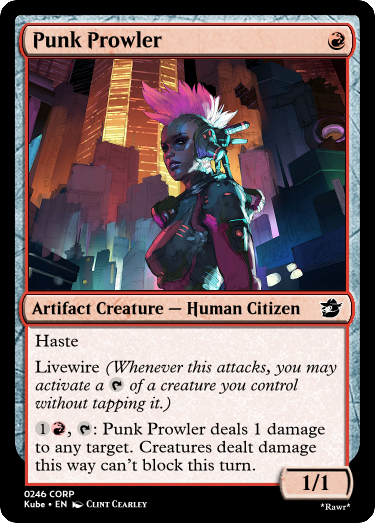 Punk Prowler
Artifact Creature — Human Citizen
Haste
Livewire (Whenever this attacks, you may
activate a of a creature you control
without tapping it.)
1, : Punk Prowler deals 1 damage
to any target. Creatures dealt damage
this way can't block this turn.
1/1
0246 CORP
Kube • EN Clint Cearley
*Rawr*